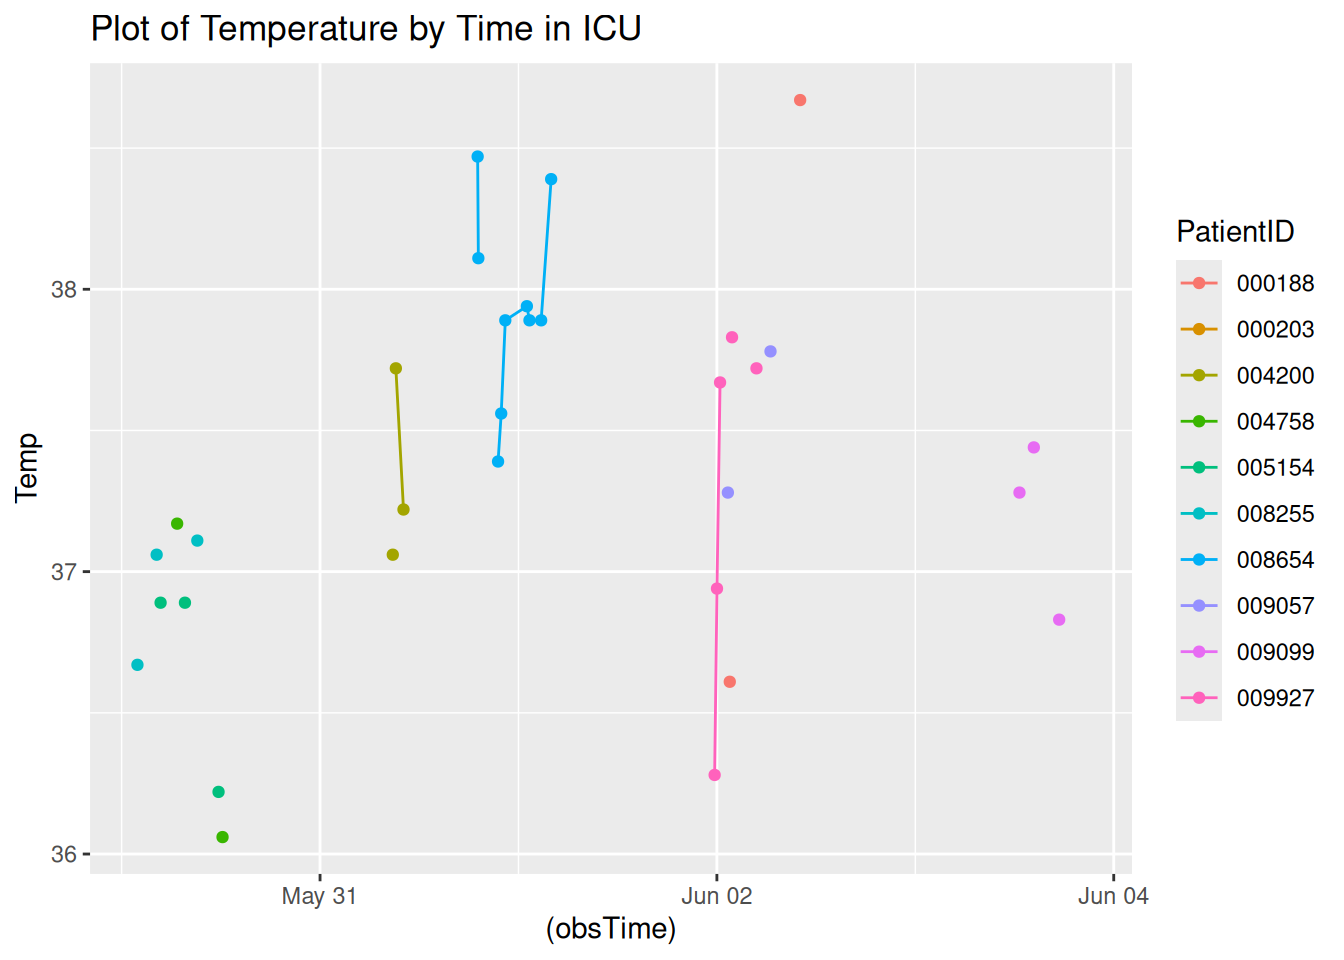 Plot of Temperature by Time in ICU
Temp
38
37
36
May 31
Jun 02
Jun 04
(obsTime)
PatientID
000188
000203
004200
004758
005154
008255
008654
009057
009099
009927